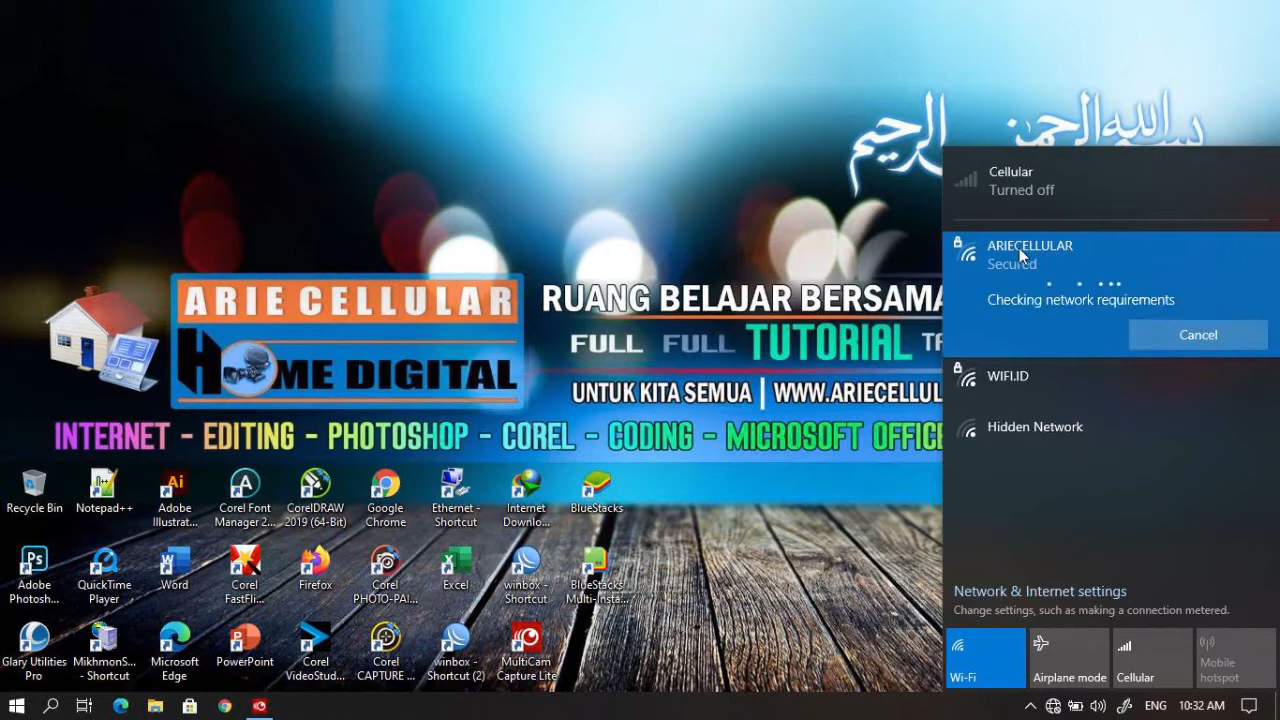 بسم الله الرحمن الرحيم
Cellular
Turned off
ARIECELLULAR
Secured
Checking network requirements
Cancel
WIFI.ID
Hidden Network
Network & Internet settings
Change settings, such as making a connection metered.
Wi-Fi
Airplane mode
Cellular
Mobile
hotspot
ARIE CELLULAR
HOME DIGITAL
RUANG BELAJAR BERSAMA
FULL FULL TUTORIAL TA
UNTUK KITA SEMUA | WWW.ARIECELLUL
INTERNET - EDITING - PHOTOSHOP - COREL - CODING - MICROSOFT OFFICE
Recycle Bin
Notepad++
Adobe
Illustrat...
Corel Font
Manager 2...
CorelDRAW
2019 (64-Bit)
Google
Chrome
Ethernet -
Shortcut
Internet
Downlo...
BlueStacks
Adobe
Photosh...
QuickTime
Player
Word
Corel
FastFli...
Firefox
Corel
PHOTO-PAI...
Excel
winbox -
Shortcut
BlueStacks
Multi-Insta...
Glary Utilities
Pro
MikhmonS...
- Shortcut
Microsoft
Edge
PowerPoint
Corel
VideoStud...
Corel
CAPTURE ...
winbox -
Shortcut (2)
MultiCam
Capture Lite
ENG
10:32 AM